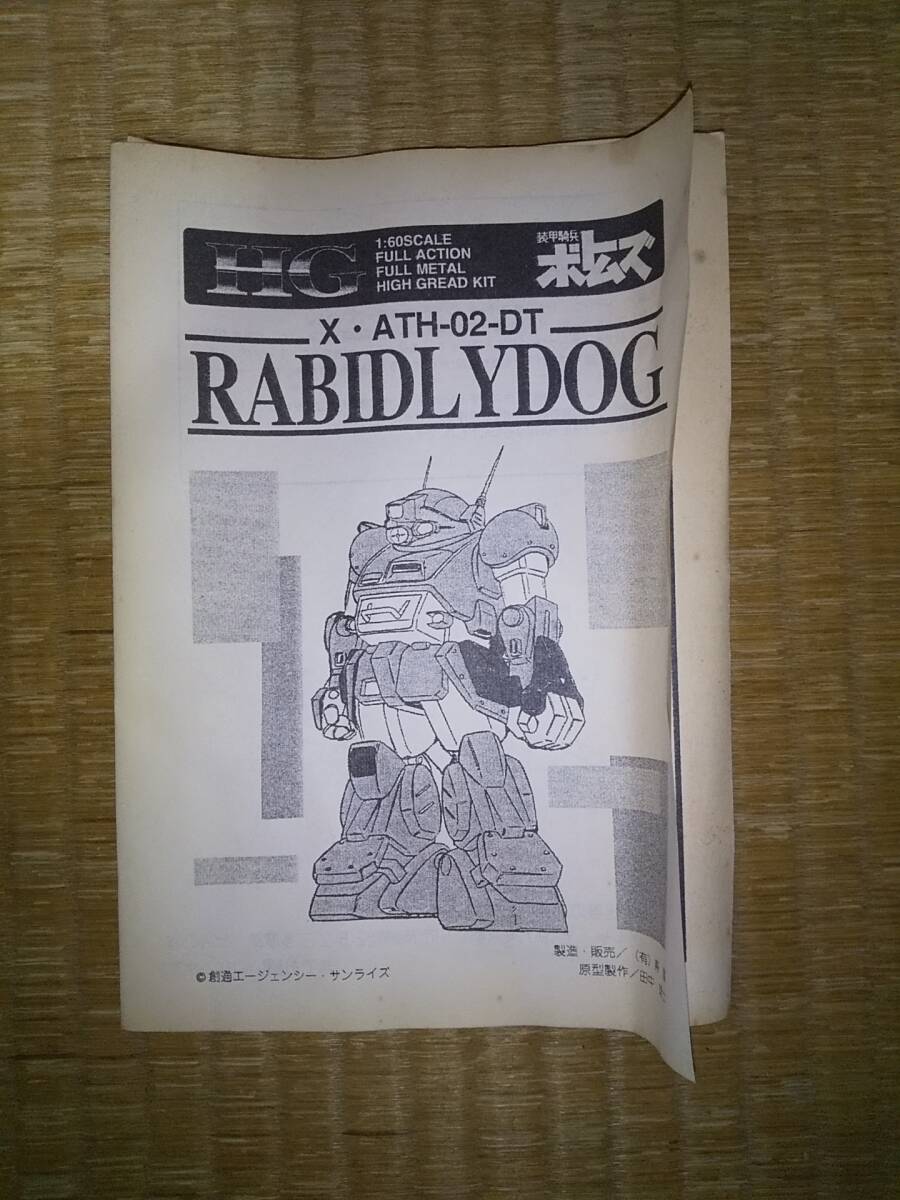 HG
1:60SCALE
FULL ACTION
FULL METAL
HIGH GREAD KIT
装甲騎兵
ボトムズ
X・ATH-02-DT
RABIDLYDOG
製造・販売/(有)
原型製作/田中
©創通エージェンシー・サンライズ